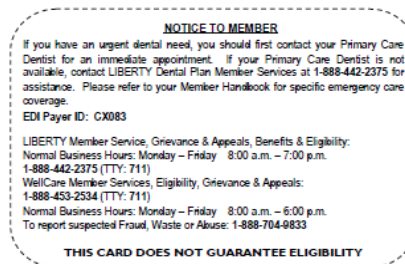 NOTICE TO MEMBER
If you have an urgent dental need, you should first contact your Primary Care
Dentist for an immediate appointment. If your Primary Care Dentist is not
available, contact LIBERTY Dental Plan Member Services at 1-888-442-2375 for
assistance. Please refer to your Member Handbook for specific emergency care
coverage.
EDI Payer ID: CX083
LIBERTY Member Service, Grievance & Appeals, Benefits & Eligibility:
Normal Business Hours: Monday – Friday 8:00 a.m. – 7:00 p.m.
1-888-442-2375 (TTY: 711)
WellCare Member Services, Eligibility, Grievance & Appeals:
1-888-453-2534 (TTY: 711)
Normal Business Hours: Monday – Friday 8:00 a.m. – 6:00 p.m.
To report suspected Fraud, Waste or Abuse: 1-888-704-9833
THIS CARD DOES NOT GUARANTEE ELIGIBILITY